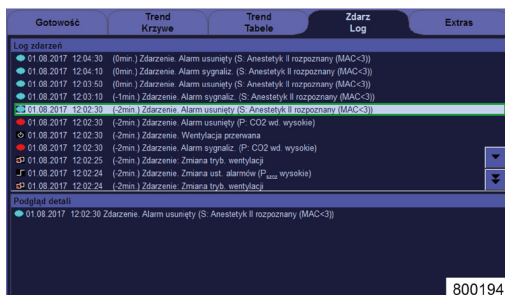 Gotowość
Trend
Krzywe
Trend
Tabele
Zdarz
Log
Extras
Log zdarzeń
01.08.2017 12:04:30 (0min.) Zdarzenie. Alarm usunięty (S: Anestetyk II rozpoznany (MAC<3))
01.08.2017 12:04:10 (0min.) Zdarzenie. Alarm sygnaliz. (S: Anestetyk II rozpoznany (MAC<3))
01.08.2017 12:03:50 (0min.) Zdarzenie. Alarm usunięty (S: Anestetyk II rozpoznany (MAC<3))
01.08.2017 12:03:10 (-1min.) Zdarzenie. Alarm sygnaliz. (S: Anestetyk II rozpoznany (MAC<3))
01.08.2017 12:02:30 (-2min.) Zdarzenie. Alarm usunięty (S: Anestetyk II rozpoznany (MAC<3))
01.08.2017 12:02:30 (-2min.) Zdarzenie. Alarm usunięty (P: CO2 wd. wysokie)
01.08.2017 12:02:30 (-2min.) Zdarzenie. Wentylacja przerwana
01.08.2017 12:02:30 (-2min.) Zdarzenie. Alarm sygnaliz. (P: CO2 wd. wysokie)
01.08.2017 12:02:25 (-2min.) Zdarzenie: Zmiana tryb. wentylacji
01.08.2017 12:02:24 (-2min.) Zdarzenie: Zmiana ust. alarmów (Pszcz wysokie)
01.08.2017 12:02:24 (-2min.) Zdarzenie: Zmiana tryb. wentylacji
Podgląd detali
01.08.2017 12:02:30 Zdarzenie. Alarm usunięty (S: Anestetyk II rozpoznany (MAC<3))
800194